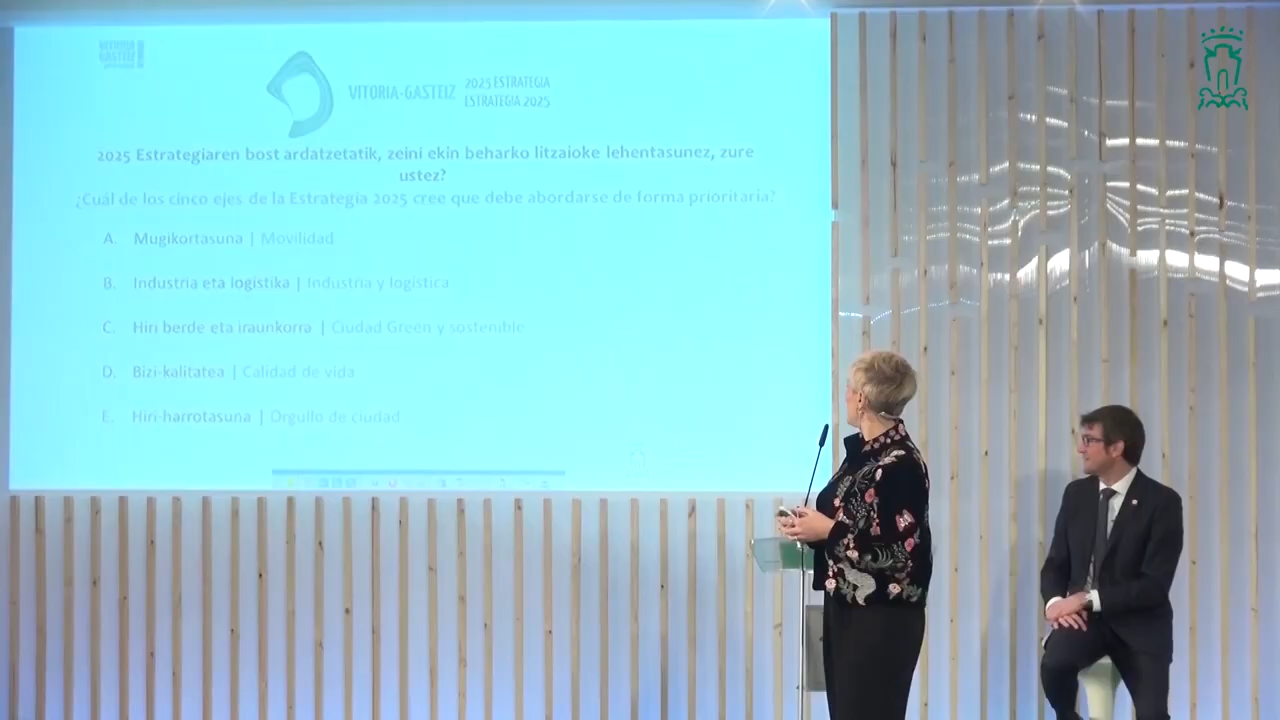 VITORIA
GASTEIZ
VITORIA-GASTEIZ
2025 ESTRATEGIA
ESTRATEGIA 2025
2025 Estrategiaren bost ardatzetatik, zeini ekin beharko litzaioke lehentasunez, zure
ustez?
¿Cuál de los cinco ejes de la Estrategia 2025 cree que debe abordarse de forma prioritaria?
A. Mugikortasuna | Movilidad
B. Industria eta logistika | Industria y logística
C. Hiri berde eta iraunkorra | Ciudad Green y sostenible
D. Bizi-kalitatea | Calidad de vida
E. Hiri-harrotasuna | Orgullo de ciudad